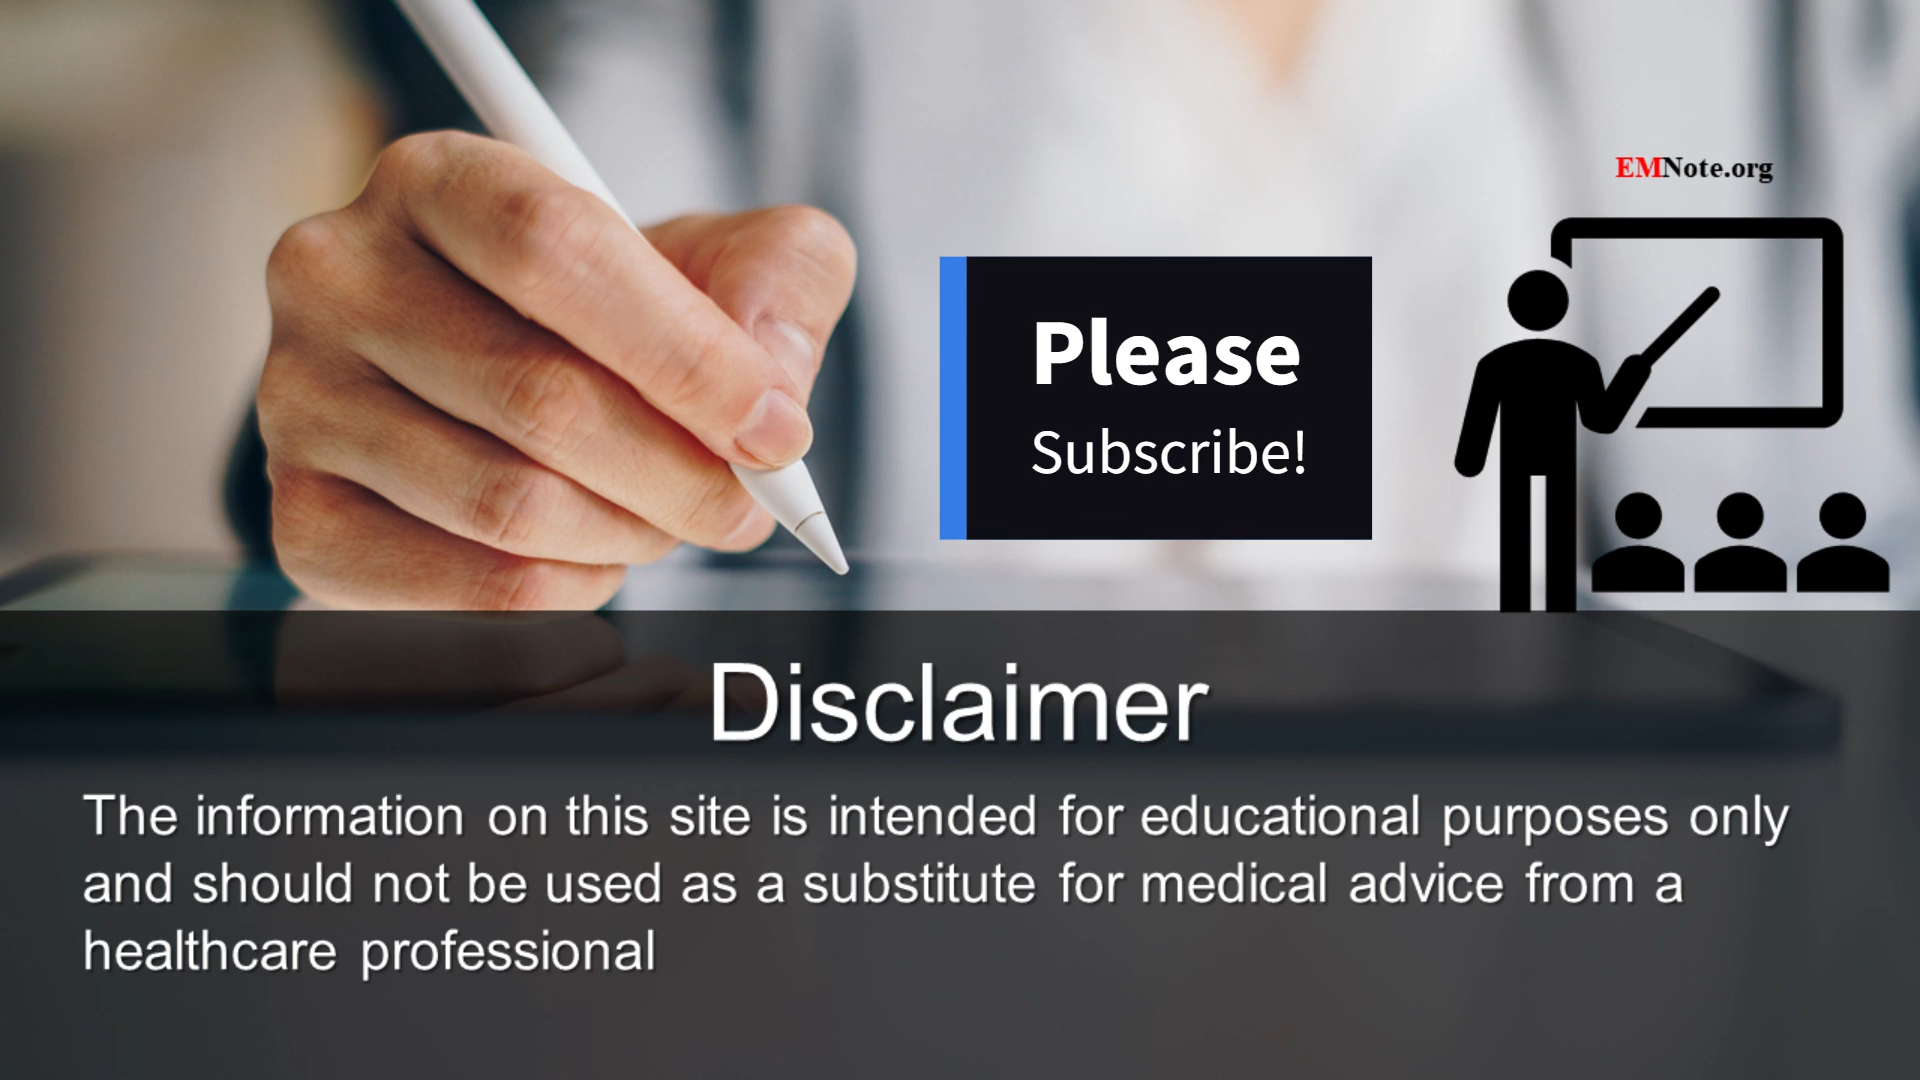 EMNote.org
Please
Subscribe!
Disclaimer
The information on this site is intended for educational purposes only
and should not be used as a substitute for medical advice from a
healthcare professional